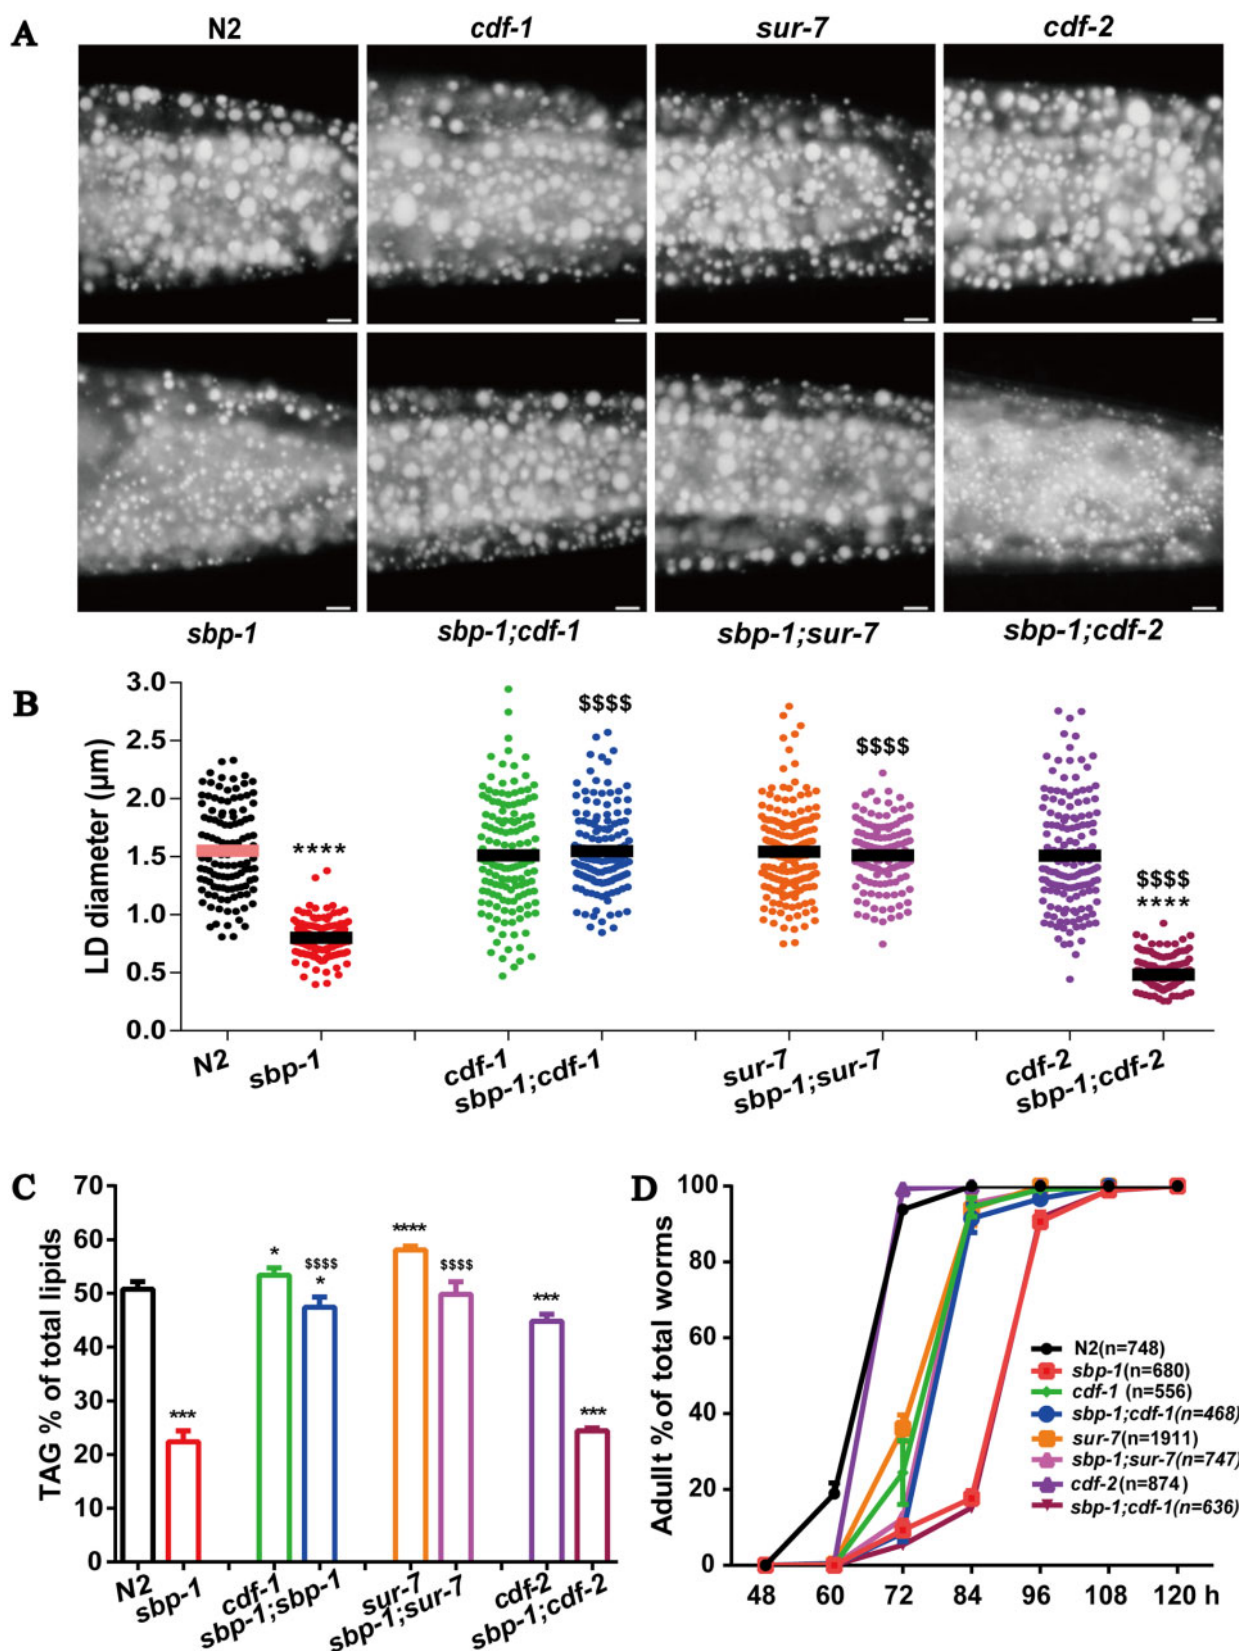 A
N2
cdf-1
sur-7
cdf-2
sbp-1
sbp-1;cdf-1
sbp-1;sur-7
sbp-1;cdf-2
B
LD diameter (μm)
3.0
2.5
2.0
1.5
1.0
0.5
0.0
****
$$$$
$$$$
$$$$
****
N2
sbp-1
cdf-1
sbp-1;cdf-1
sur-7
sbp-1;sur-7
cdf-2
sbp-1;cdf-2
C
TAG % of total lipids
70
60
50
40
30
20
10
0
***
*
$$$$
*
****
$$$$
***
***
N2
sbp-1
cdf-1
sbp-1;sbp-1
sur-7
sbp-1;sur-7
cdf-2
sbp-1;cdf-2
D
Adullt % of total worms
100
80
60
40
20
0
N2(n=748)
sbp-1(n=680)
cdf-1 (n=556)
sbp-1;cdf-1(n=468)
sur-7(n=1911)
sbp-1;sur-7(n=747)
cdf-2(n=874)
sbp-1;cdf-1(n=636)
48 60 72 84 96 108 120 h